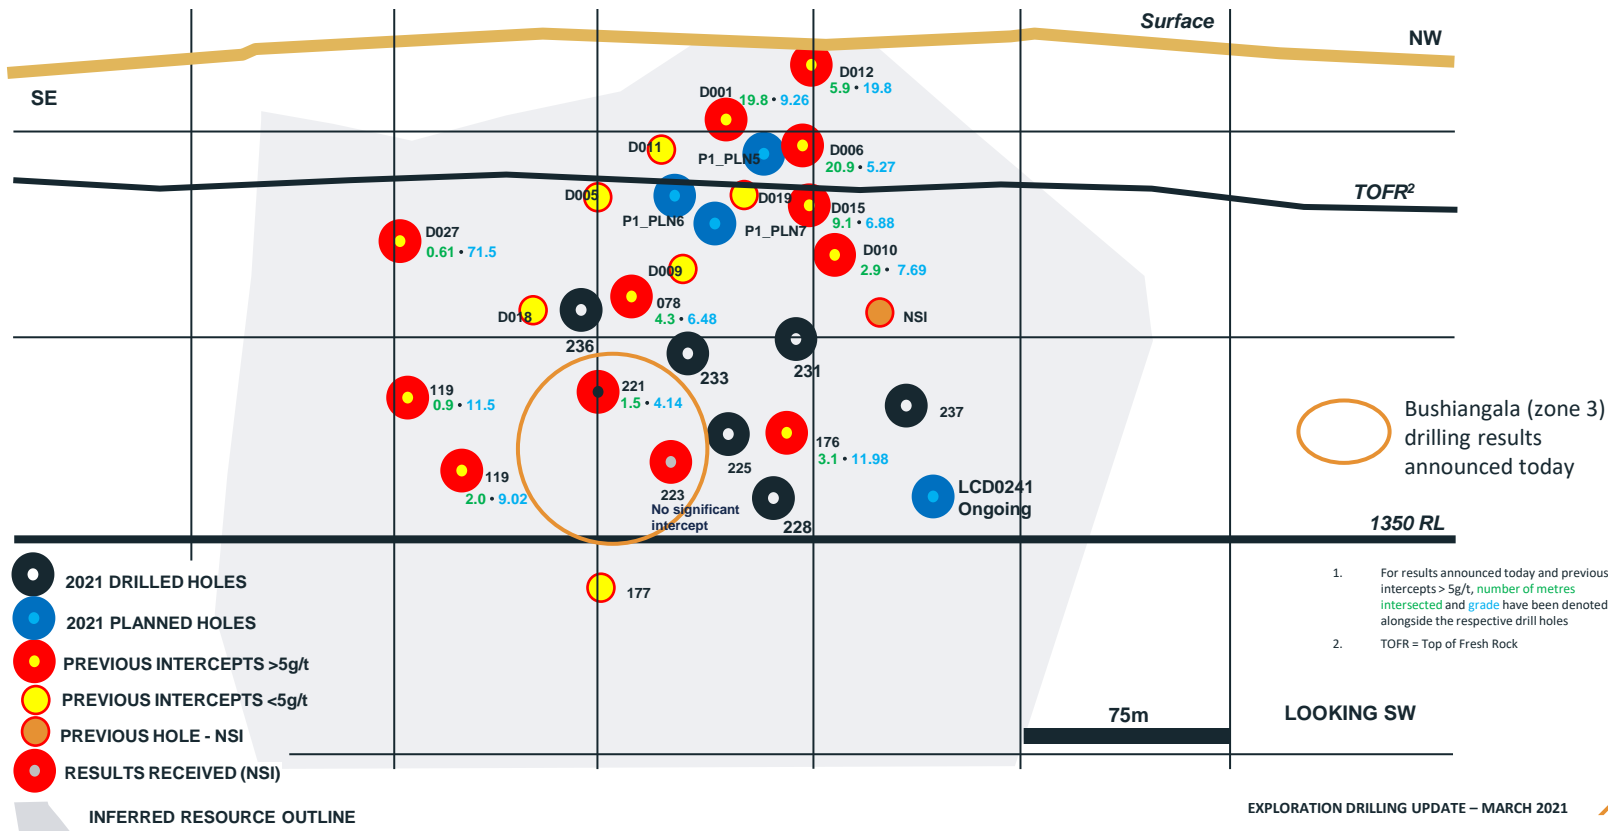 Surface
NW
SE
D012
5.9 • 19.8
D001
19.8 • 9.26
D011
P1_PLN5
D006
20.9 • 5.27
TOFR2
D005
D019
P1_PLN6
D015
9.1 • 6.88
P1_PLN7
D027
0.61 • 71.5
D010
2.9 • 7.69
D009
078
4.3 • 6.48
D018
NSI
236
233
231
119
0.9 • 11.5
221
1.5 • 4.14
237
Bushiangala (zone 3)
drilling results
announced today
176
3.1 • 11.98
225
119
2.0 • 9.02
223
No significant
intercept
228
LCD0241
Ongoing
1350 RL
177
2021 DRILLED HOLES
2021 PLANNED HOLES
PREVIOUS INTERCEPTS >5g/t
PREVIOUS INTERCEPTS <5g/t
PREVIOUS HOLE - NSI
RESULTS RECEIVED (NSI)
INFERRED RESOURCE OUTLINE
1. For results announced today and previous
intercepts > 5g/t, number of metres
intersected and grade have been denoted
alongside the respective drill holes
2. TOFR = Top of Fresh Rock
75m
LOOKING SW
EXPLORATION DRILLING UPDATE – MARCH 2021